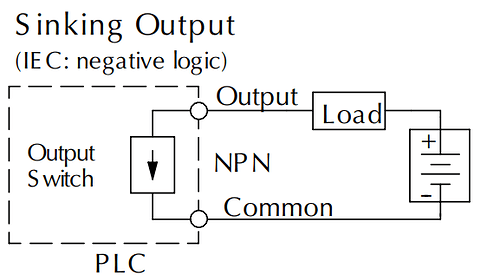 Sinking Output
(IEC: negative logic)
Output
Load
+
Output
Switch
NPN
-
Common
PLC